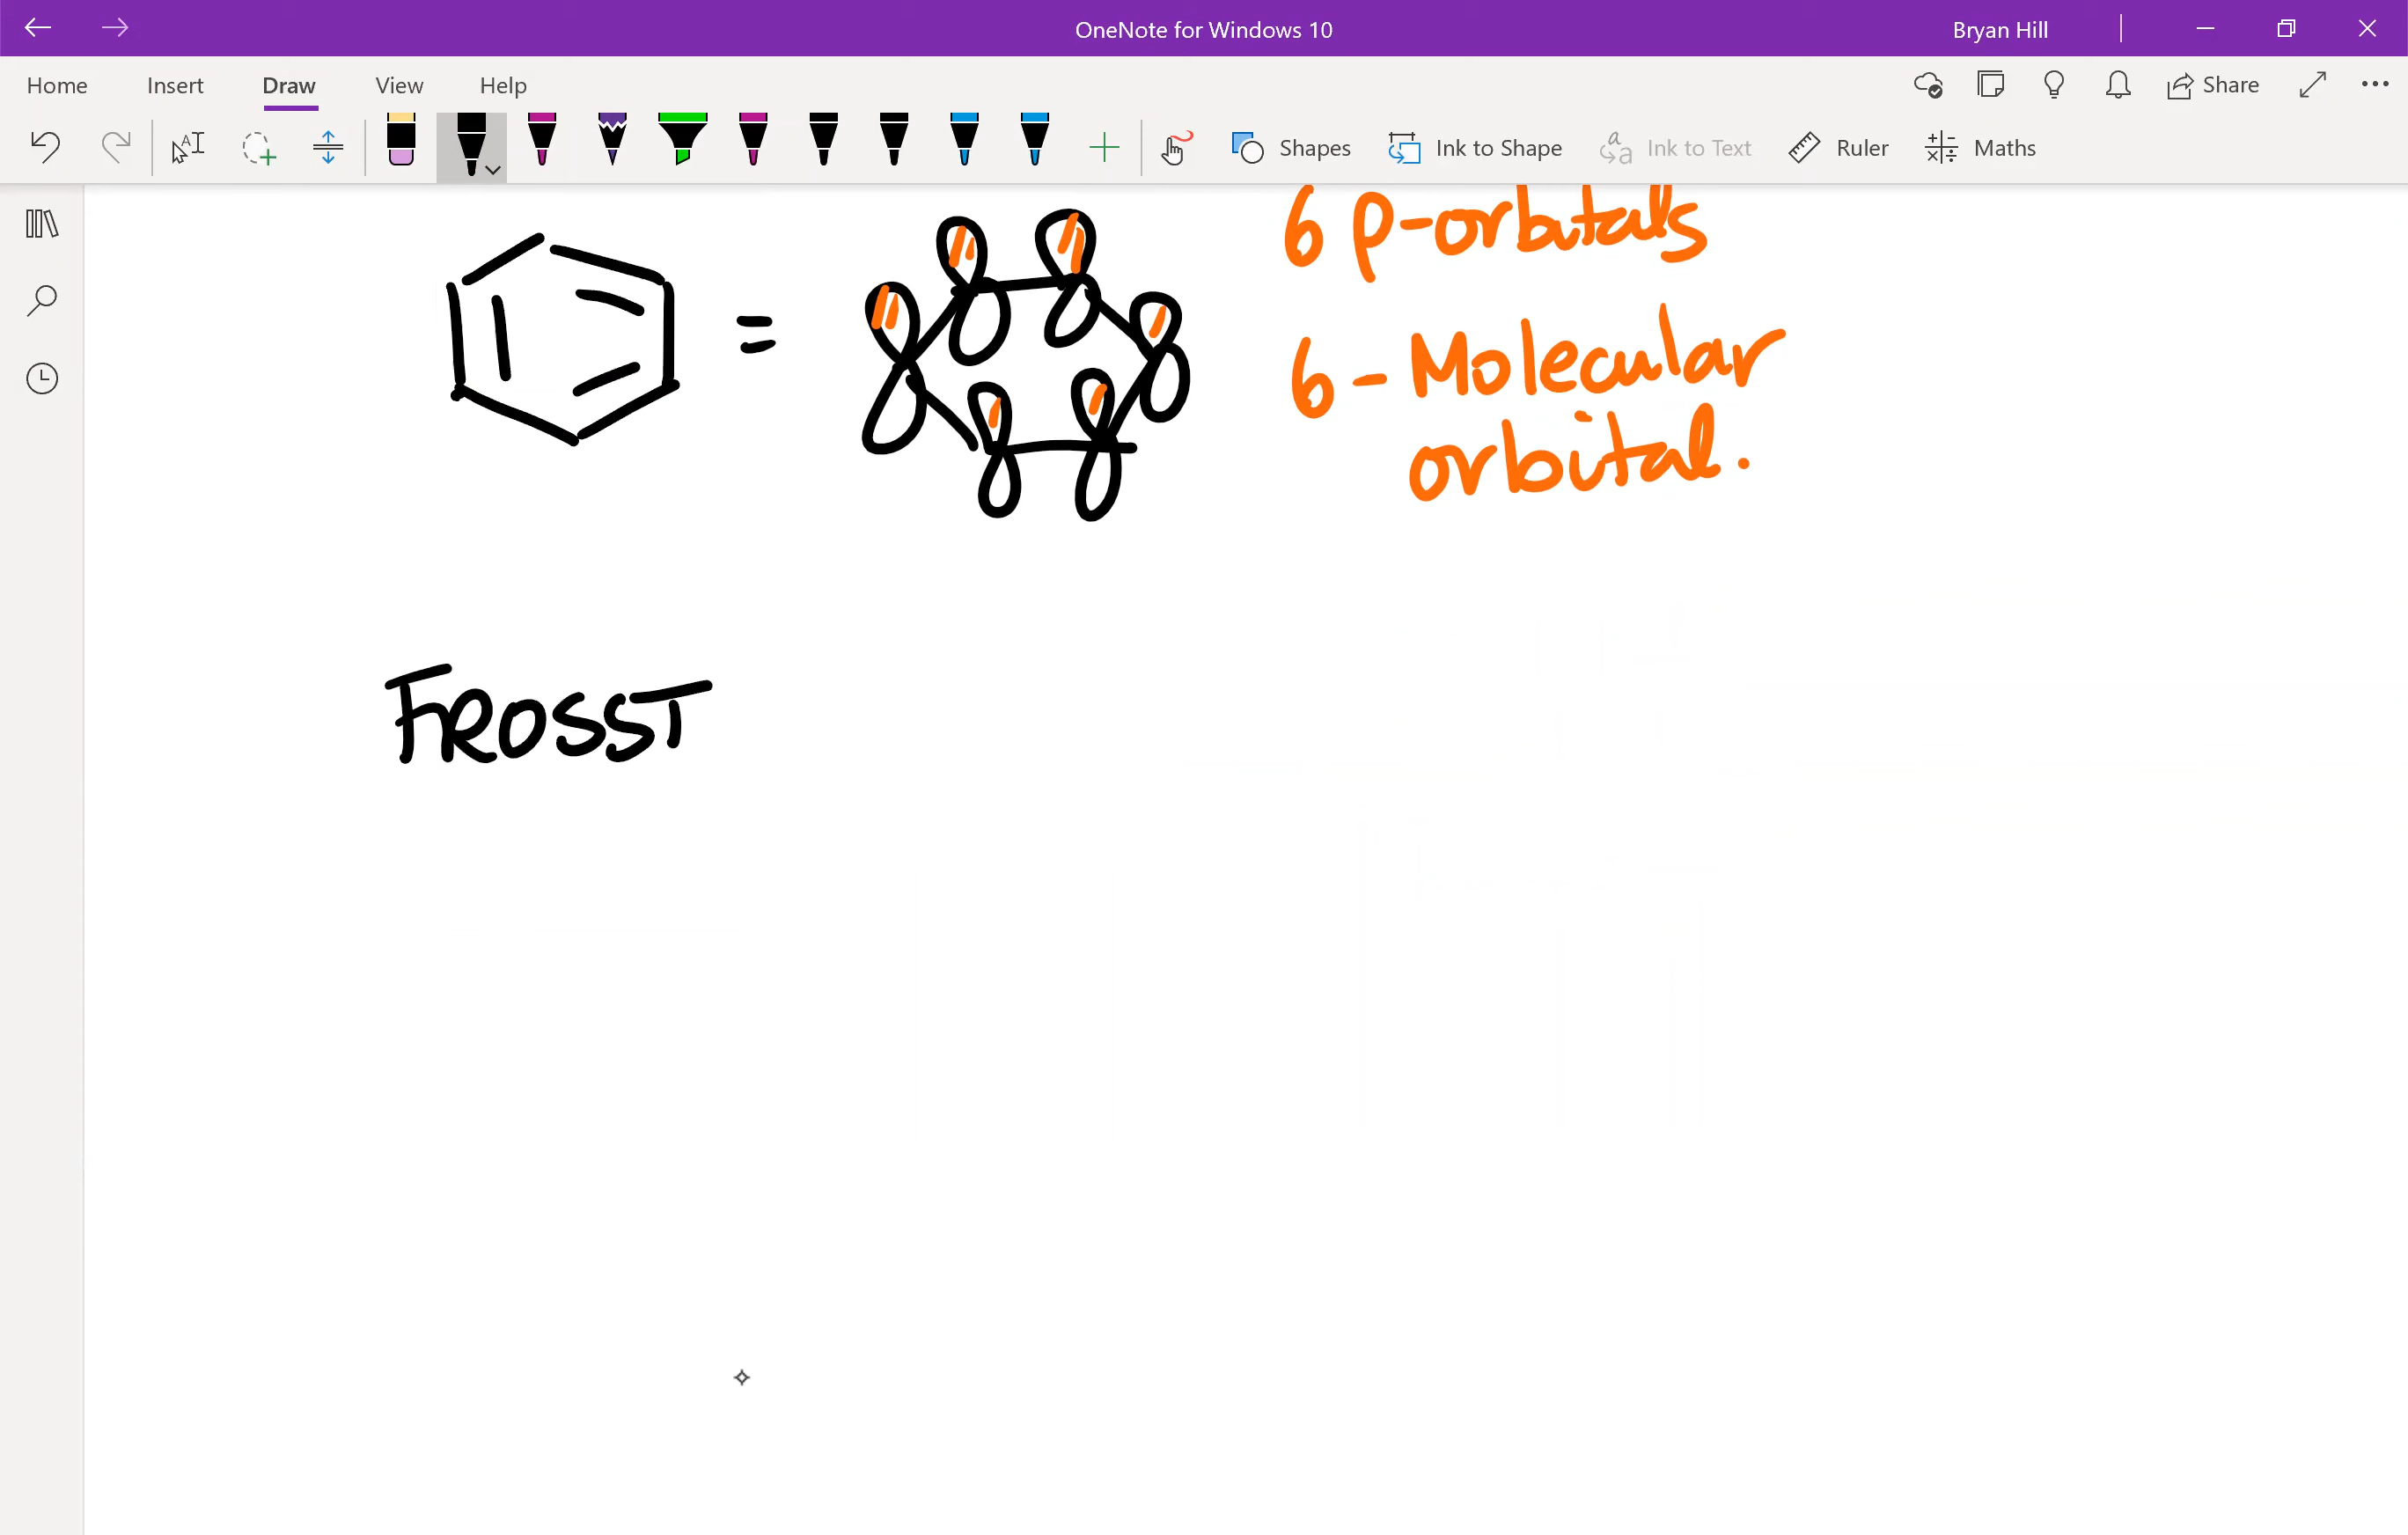 OneNote for Windows 10
Bryan Hill
Home Insert Draw View Help Share
Shapes Ink to Shape Ink to Text Ruler Maths
6 p-orbitals
=
6 - Molecular
orbital.
FROSST